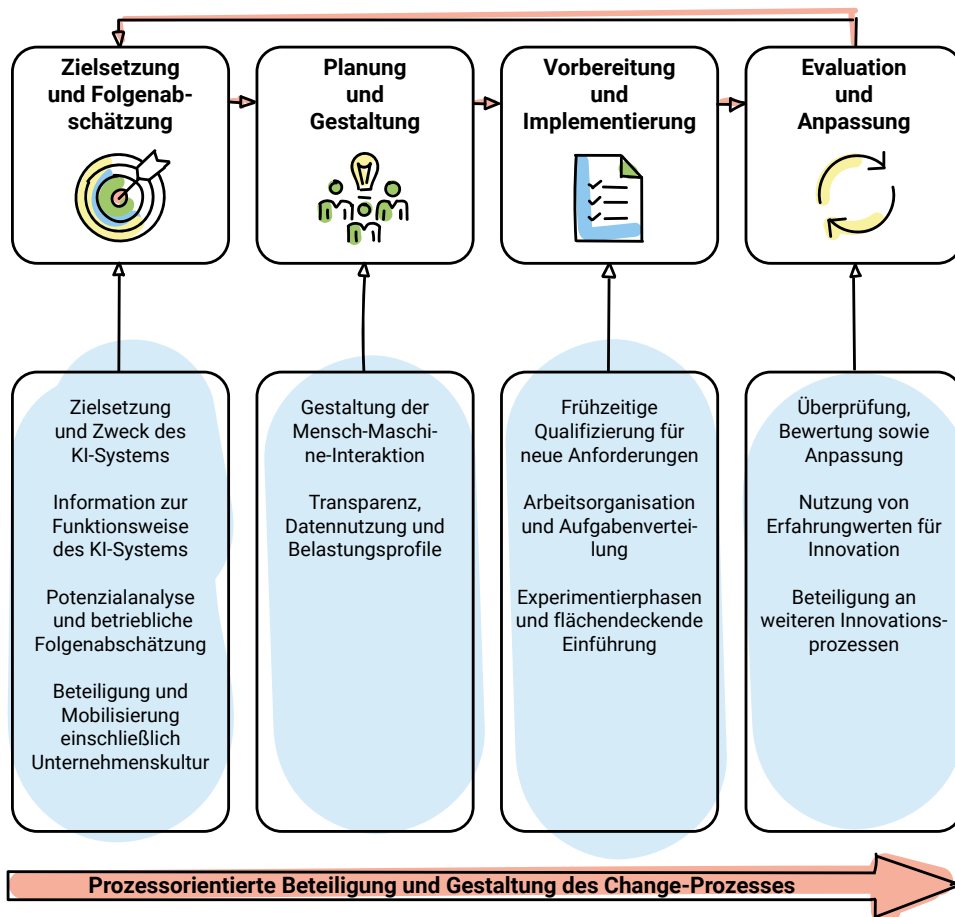 Zielsetzung
und Folgenab-
schätzung
Planung
und
Gestaltung
Vorbereitung
und
Implementierung
Evaluation
und
Anpassung
Zielsetzung
und Zweck des
KI-Systems
Information zur
Funktionsweise
des KI-Systems
Potenzialanalyse
und betriebliche
Folgenabschätzung
Beteiligung und
Mobilisierung
einschließlich
Unternehmenskultur
Gestaltung der
Mensch-Maschi-
ne-Interaktion
Transparenz,
Datennutzung und
Belastungsprofile
Frühzeitige
Qualifizierung für
neue Anforderungen
Arbeitsorganisation
und Aufgabenvertei-
lung
Experimentierphasen
und flächendeckende
Einführung
Überprüfung,
Bewertung sowie
Anpassung
Nutzung von
Erfahrungwerten für
Innovation
Beteiligung an
weiteren Innovations-
prozessen
Prozessorientierte Beteiligung und Gestaltung des Change-Prozesses